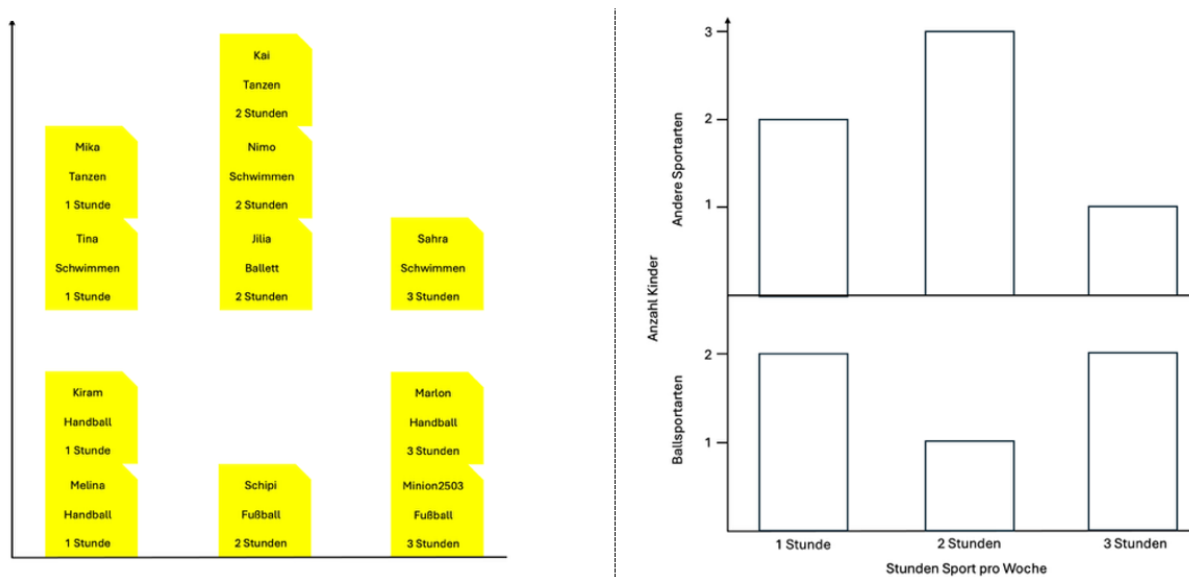 Kai
Tanzen
2 Stunden
Mika
Tanzen
1 Stunde
Nimo
Schwimmen
2 Stunden
Tina
Schwimmen
1 Stunde
Jilia
Ballett
2 Stunden
Sahra
Schwimmen
3 Stunden
Kiram
Handball
1 Stunde
Marlon
Handball
3 Stunden
Melina
Handball
1 Stunde
Schipi
Fußball
2 Stunden
Minion2503
Fußball
3 Stunden
Anzahl Kinder
Andere Sportarten
3
2
1
Ballsportarten
2
1
1 Stunde
2 Stunden
3 Stunden
Stunden Sport pro Woche